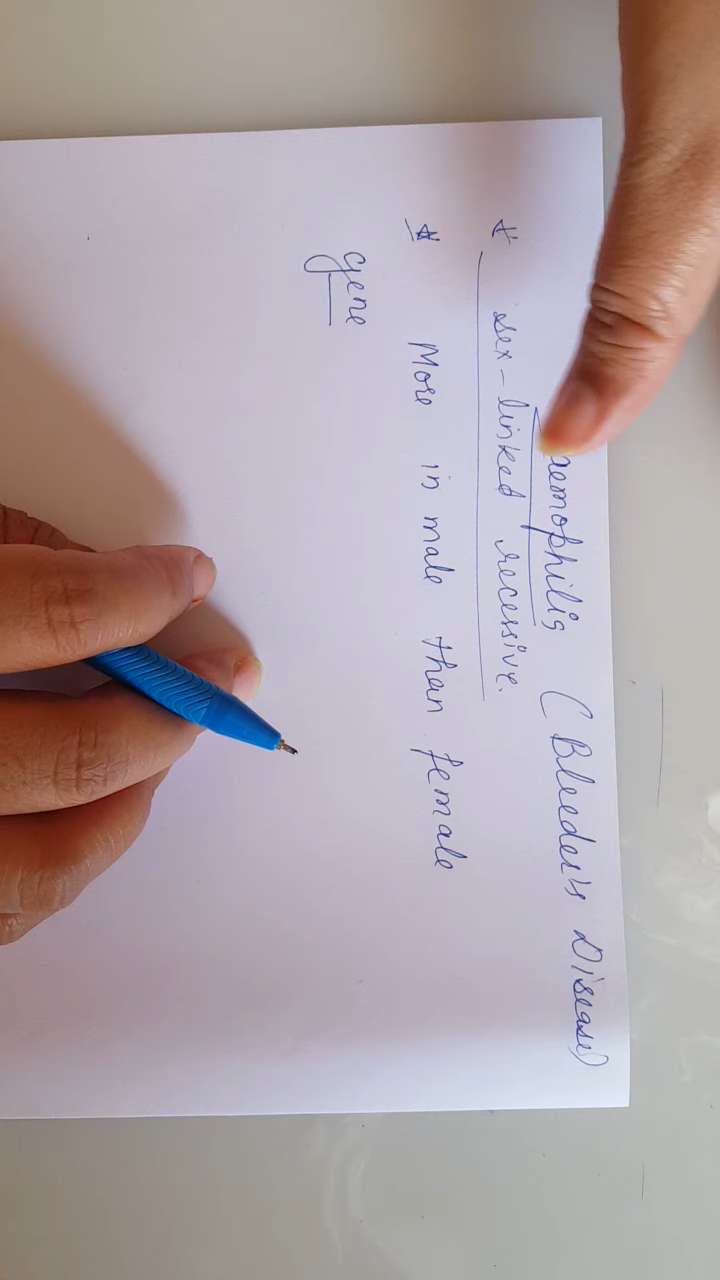 aemophilia (Bleeder's Disease)
* sex-linked recessive.
* More in male than female
gene